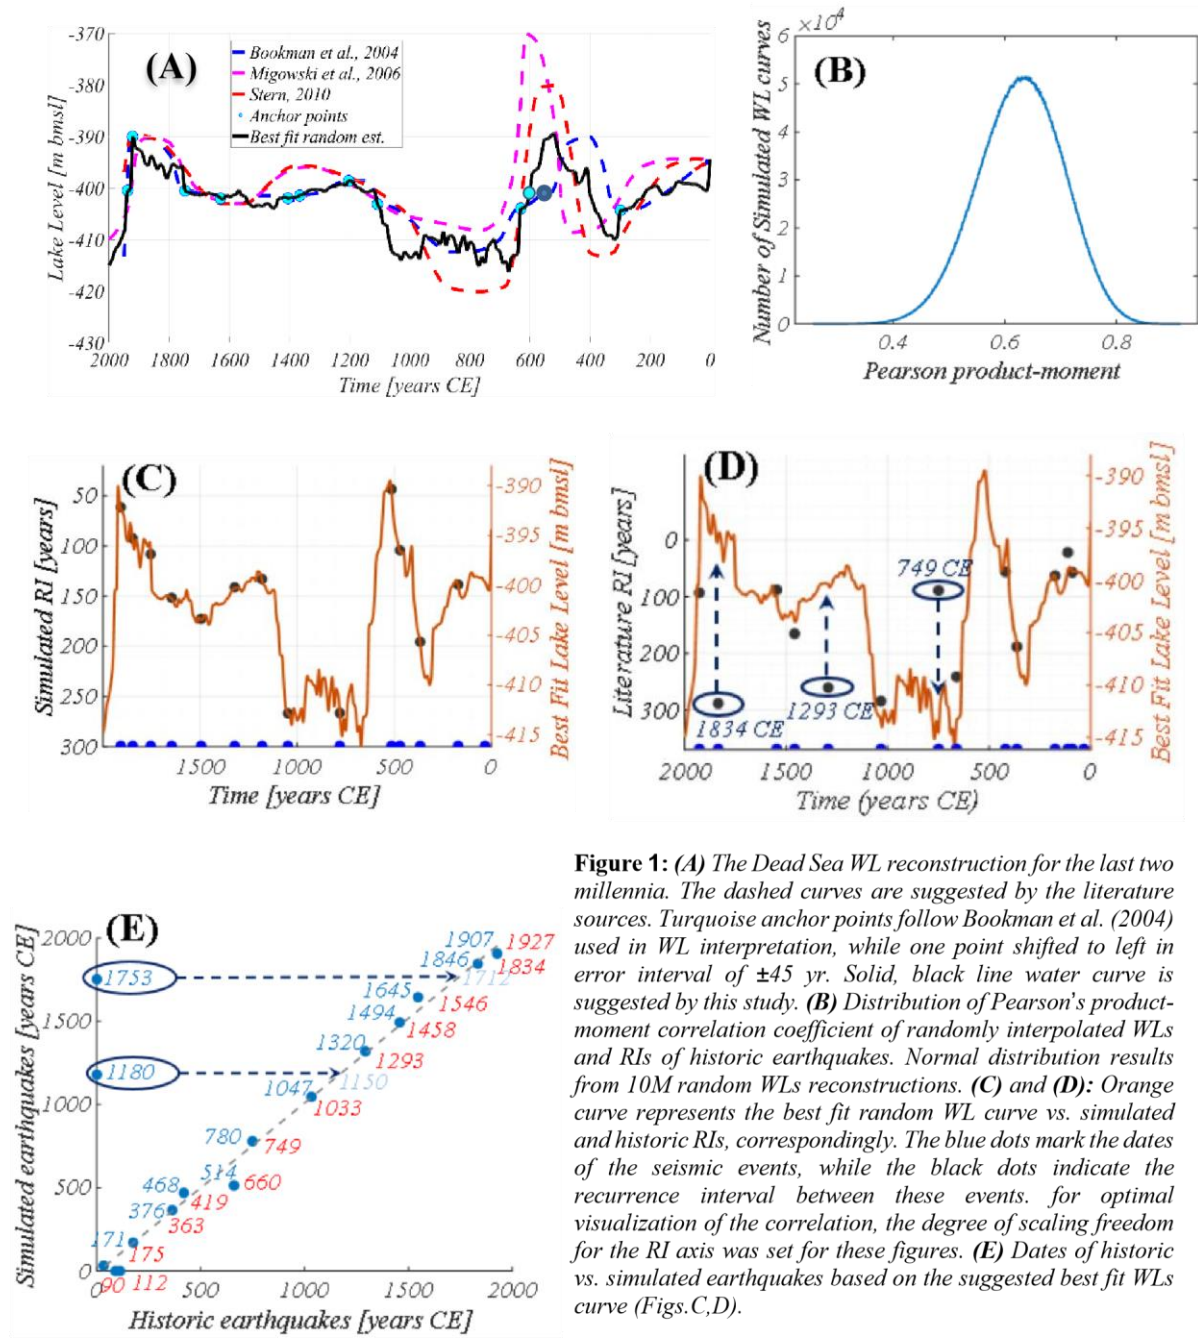 (A)
Bookman et al., 2004
Migowski et al., 2006
Stern, 2010
Anchor points
Best fit random est.
Lake Level [m bmsl]
-370
-380
-390
-400
-410
-420
-430
2000 1800 1600 1400 1200 1000 800 600 400 200 0
Time [years CE]
(B)
×10⁴
Number of Simulated WL curves
6
5
4
3
2
1
0
0.4 0.6 0.8
Pearson product-moment
(C)
Simulated RI [years]
50
100
150
200
250
300
1500 1000 500 0
Time [years CE]
-390
-395
-400
-405
-410
-415
Best Fit Lake Level [m bmsl]
(D)
Literature RI [years]
0
100
200
300
749 CE
1293 CE
1834 CE
2000 1500 1000 500 0
Time (years CE)
-390
-395
-400
-405
-410
-415
Best Fit Lake Level [m bmsl]
(E)
Simulated earthquakes [years CE]
2000
1500
1000
500
0
1907 1927
1846 1834
1753 1712
1645 1546
1494 1458
1320 1293
1180 1150
1047 1033
780 749
514 660
468 419
376 363
171 175
90 112
0 500 1000 1500 2000
Historic earthquakes [years CE]
Figure 1: (A) The Dead Sea WL reconstruction for the last two
millennia. The dashed curves are suggested by the literature
sources. Turquoise anchor points follow Bookman et al. (2004)
used in WL interpretation, while one point shifted to left in
error interval of ±45 yr. Solid, black line water curve is
suggested by this study. (B) Distribution of Pearson's product-
moment correlation coefficient of randomly interpolated WLs
and RIs of historic earthquakes. Normal distribution results
from 10M random WLs reconstructions. (C) and (D): Orange
curve represents the best fit random WL curve vs. simulated
and historic RIs, correspondingly. The blue dots mark the dates
of the seismic events, while the black dots indicate the
recurrence interval between these events. for optimal
visualization of the correlation, the degree of scaling freedom
for the RI axis was set for these figures. (E) Dates of historic
vs. simulated earthquakes based on the suggested best fit WLs
curve (Figs.C,D).